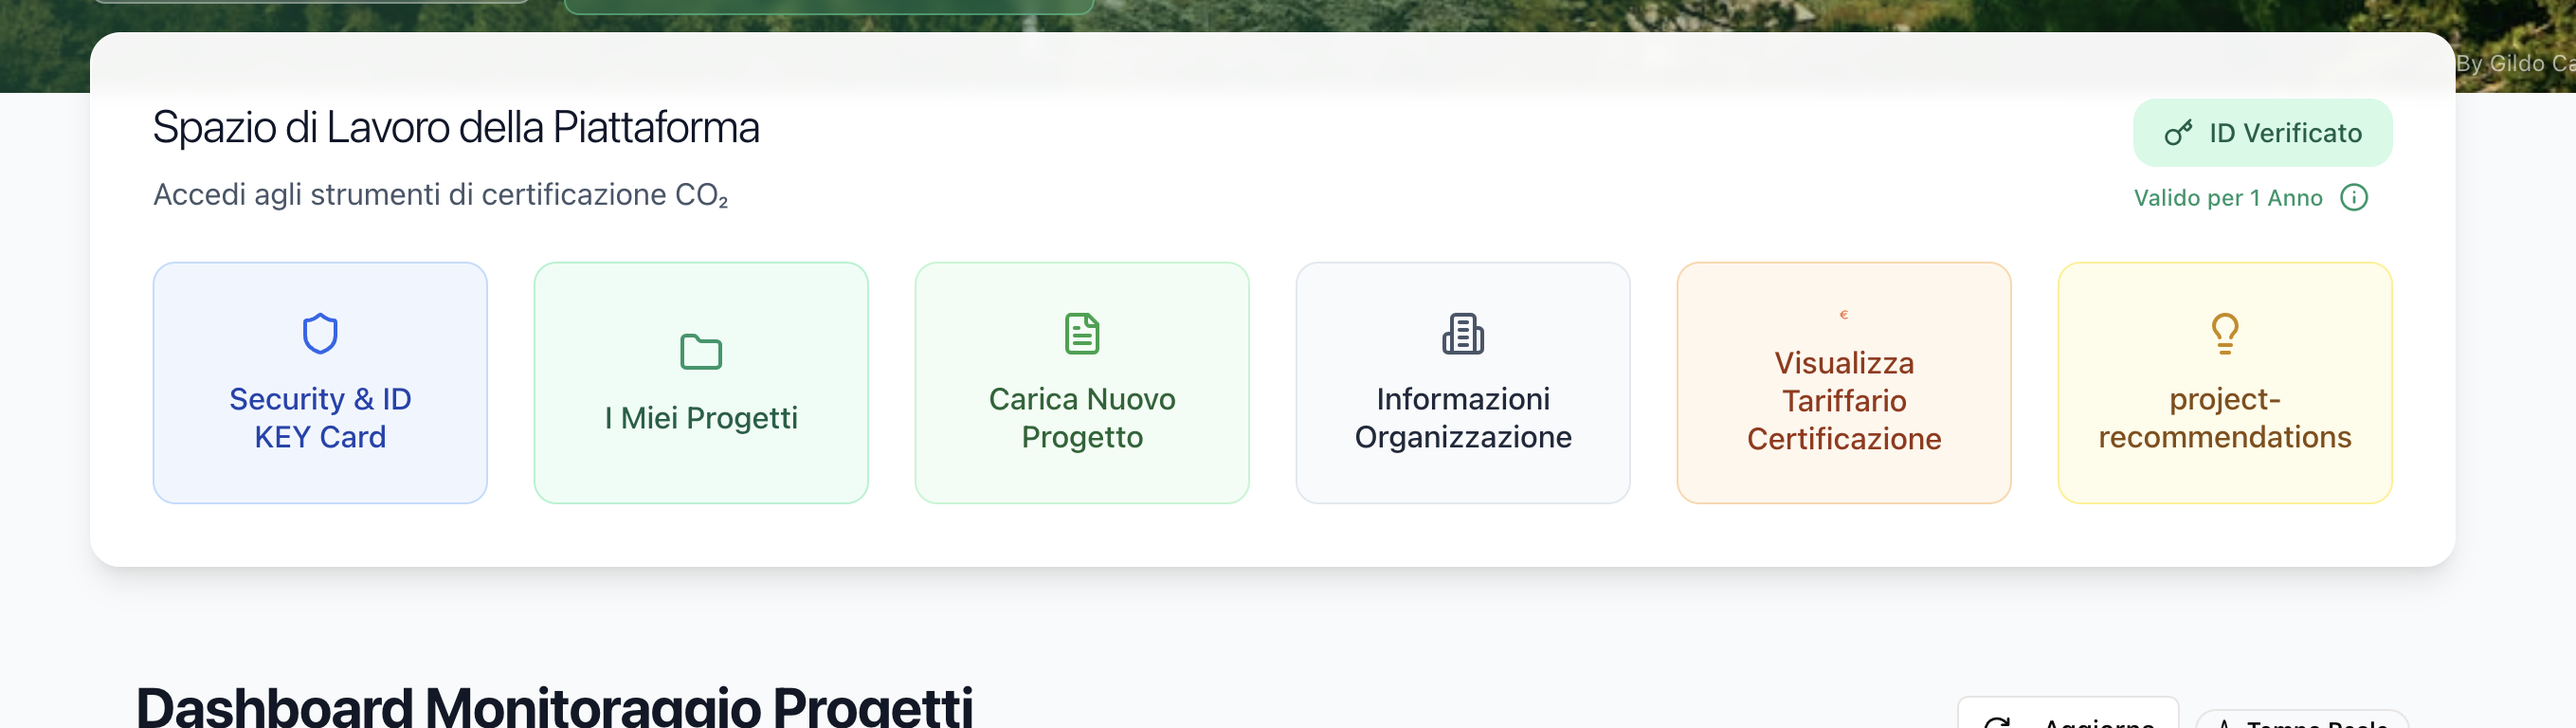 By Gildo
Spazio di Lavoro della Piattaforma
ID Verificato
Accedi agli strumenti di certificazione CO₂
Valido per 1 Anno
Security & ID
KEY Card
I Miei Progetti
Carica Nuovo
Progetto
Informazioni
Organizzazione
€
Visualizza
Tariffario
Certificazione
project-
recommendations
Dashboard Monitoraggio Progetti
Aggiorna
Tempo Reale